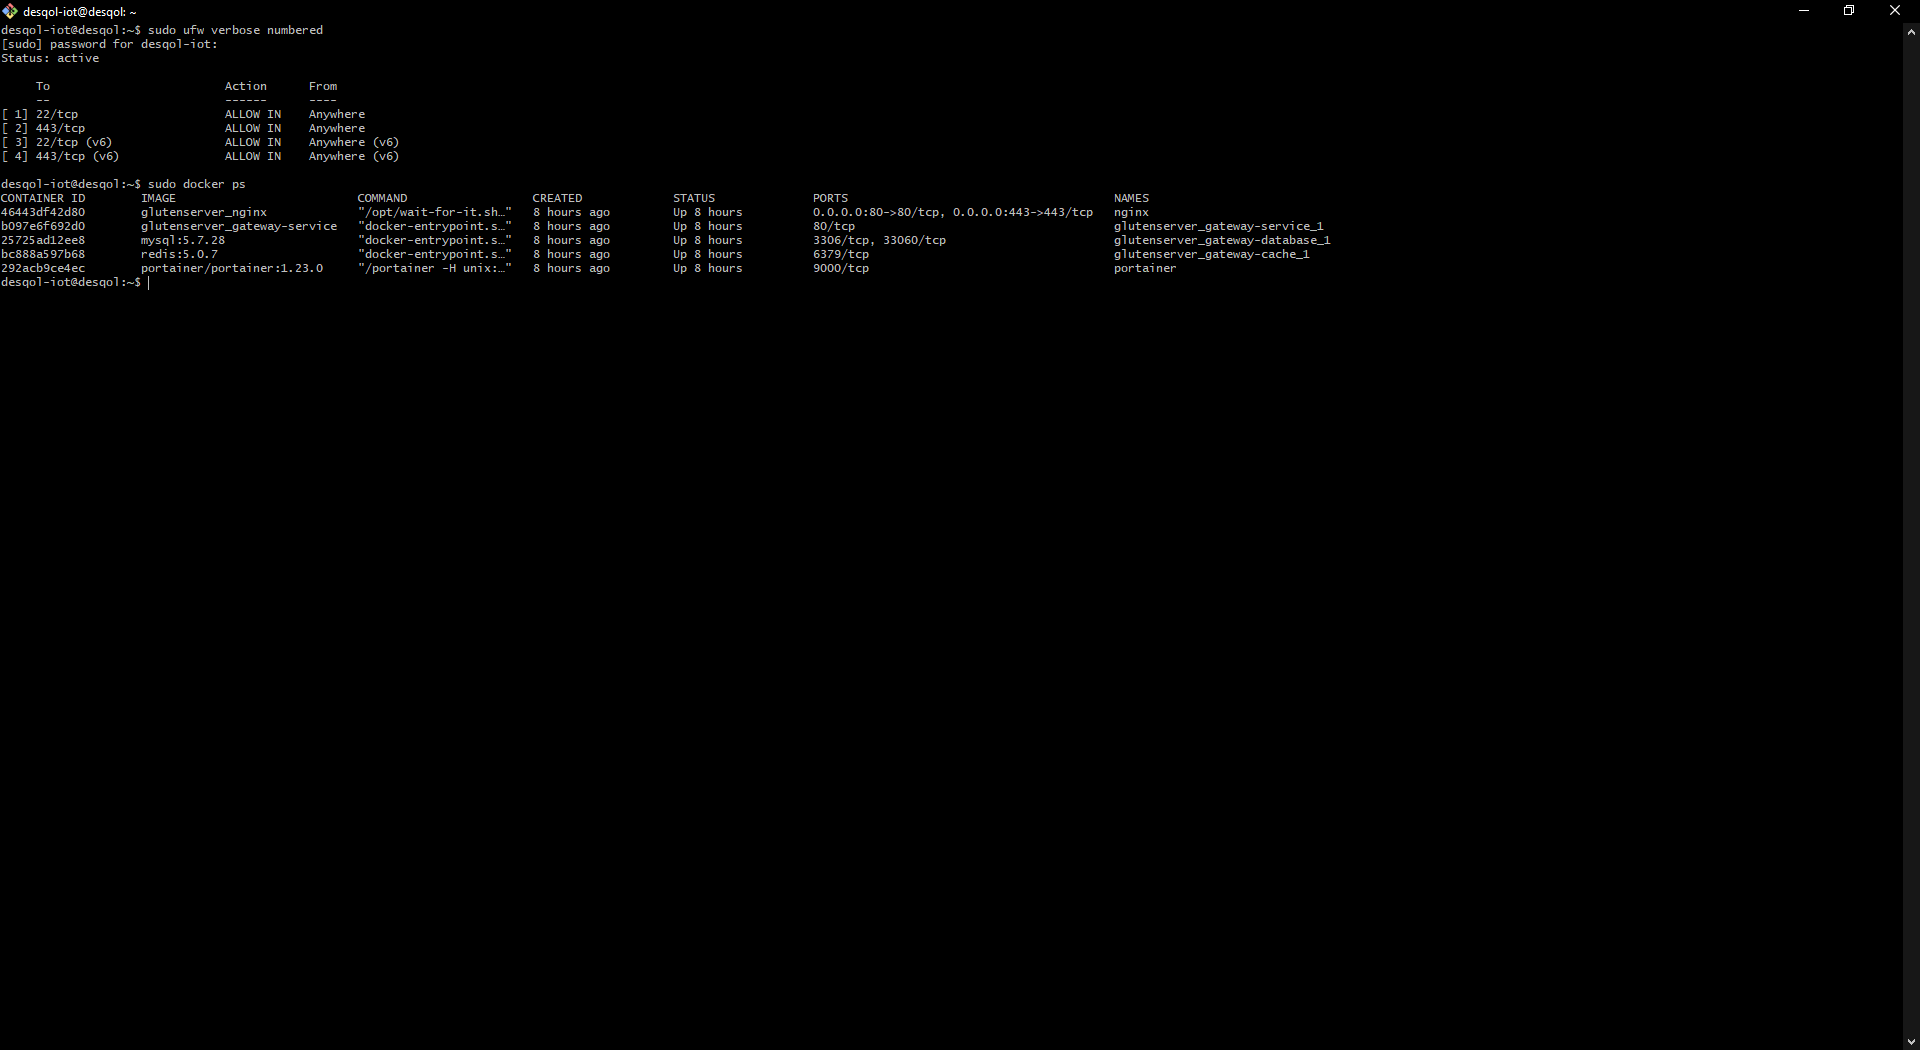 desqol-iot@desqol: ~
desqol-iot@desqol:~$ sudo ufw verbose numbered
[sudo] password for desqol-iot:
Status: active
     To                         Action      From
     --                         ------      ----
[ 1] 22/tcp                     ALLOW IN    Anywhere
[ 2] 443/tcp                    ALLOW IN    Anywhere
[ 3] 22/tcp (v6)                ALLOW IN    Anywhere (v6)
[ 4] 443/tcp (v6)               ALLOW IN    Anywhere (v6)
desqol-iot@desqol:~$ sudo docker ps
CONTAINER ID        IMAGE                          COMMAND                  CREATED             STATUS              PORTS                                      NAMES
46443df42d80        glutenserver_nginx             "/opt/wait-for-it.sh…"   8 hours ago         Up 8 hours          0.0.0.0:80->80/tcp, 0.0.0.0:443->443/tcp   nginx
b097e6f692d0        glutenserver_gateway-service   "docker-entrypoint.s…"   8 hours ago         Up 8 hours          80/tcp                                     glutenserver_gateway-service_1
25725ad12ee8        mysql:5.7.28                   "docker-entrypoint.s…"   8 hours ago         Up 8 hours          3306/tcp, 33060/tcp                        glutenserver_gateway-database_1
bc888a597b68        redis:5.0.7                    "docker-entrypoint.s…"   8 hours ago         Up 8 hours          6379/tcp                                   glutenserver_gateway-cache_1
292acb9ce4ec        portainer/portainer:1.23.0     "/portainer -H unix:…"   8 hours ago         Up 8 hours          9000/tcp                                   portainer
desqol-iot@desqol:~$